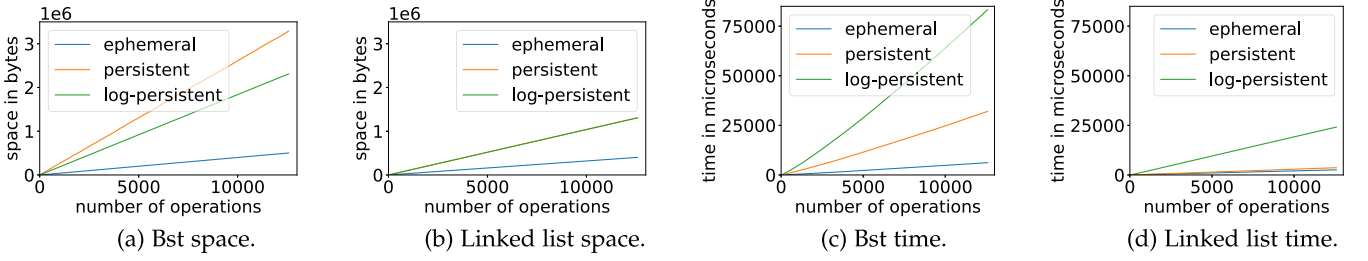 1e6
space in bytes
3
2
1
0
ephemeral
persistent
log-persistent
0
5000
10000
number of operations
(a) Bst space.
1e6
space in bytes
3
2
1
0
ephemeral
persistent
log-persistent
0
5000
10000
number of operations
(b) Linked list space.
time in microseconds
75000
50000
25000
0
ephemeral
persistent
log-persistent
0
5000
10000
number of operations
(c) Bst time.
time in microseconds
75000
50000
25000
0
ephemeral
persistent
log-persistent
0
5000
10000
number of operations
(d) Linked list time.